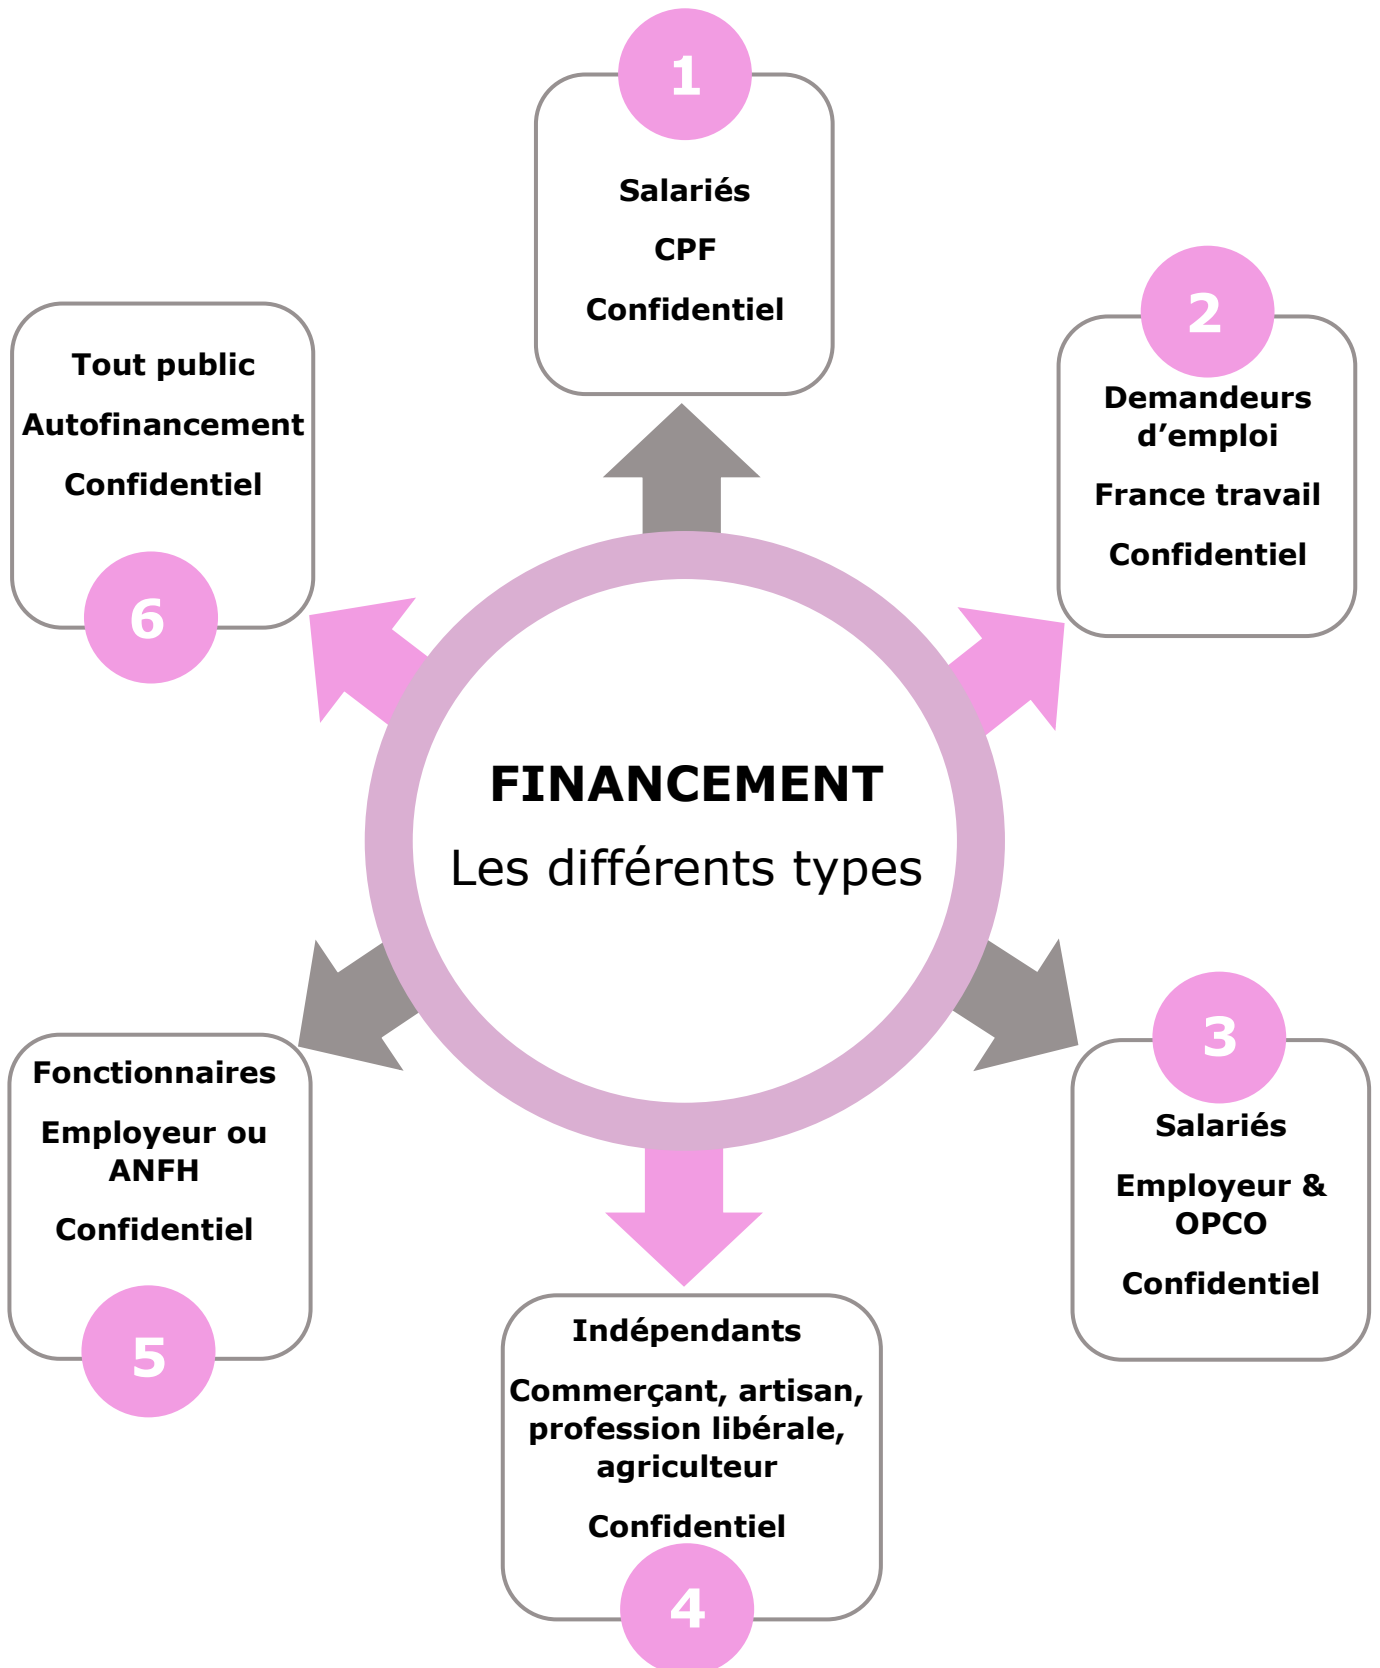 1
Salariés
CPF
Confidentiel
2
Demandeurs
d’emploi
France travail
Confidentiel
3
Salariés
Employeur &
OPCO
Confidentiel
Indépendants
Commerçant, artisan,
profession libérale,
agriculteur
Confidentiel
4
Fonctionnaires
Employeur ou
ANFH
Confidentiel
5
Tout public
Autofinancement
Confidentiel
6
FINANCEMENT
Les différents types